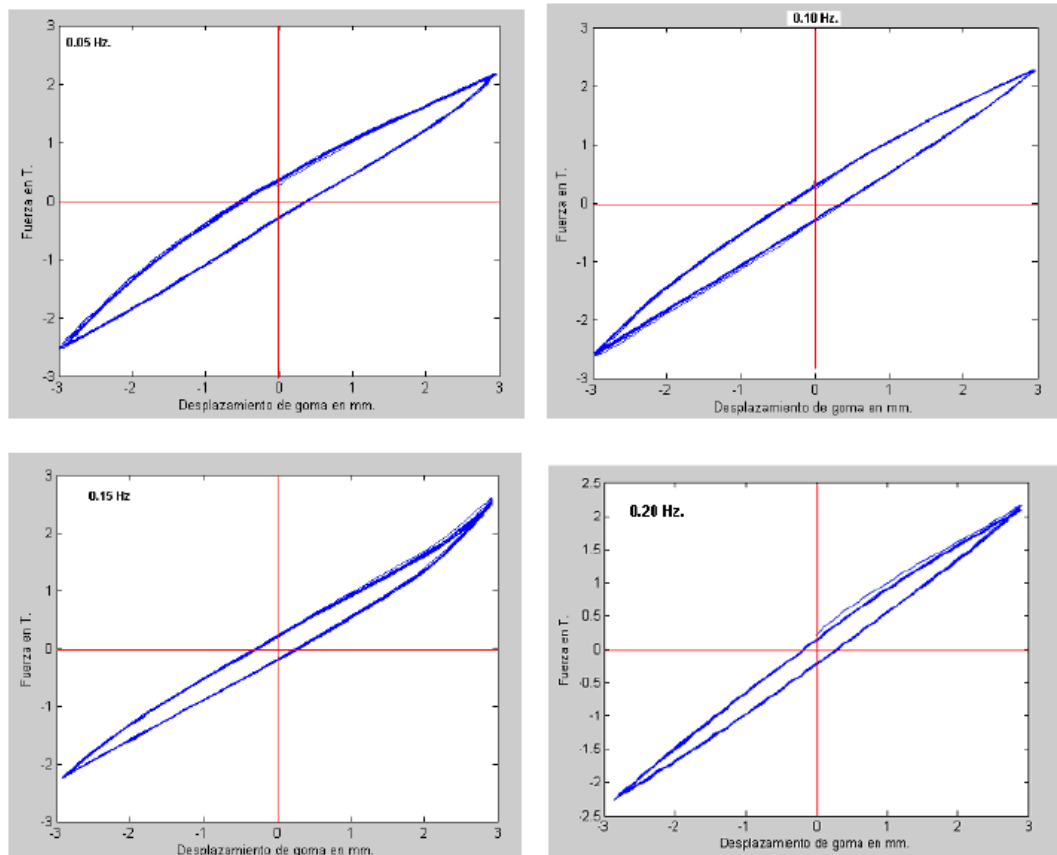 0.05 Hz.
3
2
1
0
-1
-2
-3
Fuerza en T.
-3 -2 -1 0 1 2 3
Desplazamiento de goma en mm.
0.10 Hz.
3
2
1
0
-1
-2
-3
Fuerza en T.
-3 -2 -1 0 1 2 3
Desplazamiento de goma en mm.
0.15 Hz
3
2
1
0
-1
-2
-3
Fuerza en T.
-3 -2 -1 0 1 2 3
Desplazamiento de goma en mm.
0.20 Hz.
2.5
2
1.5
1
0.5
0
-0.5
-1
-1.5
-2
-2.5
Fuerza en T.
-3 -2 -1 0 1 2 3
Desplazamiento de goma en mm.